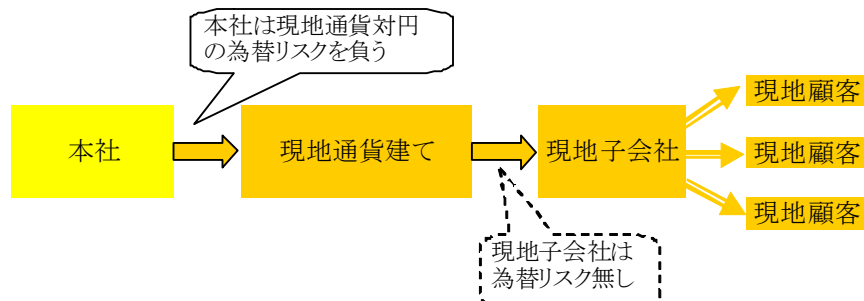 本社は現地通貨対円
の為替リスクを負う
本社
現地通貨建て
現地子会社
現地顧客
現地顧客
現地顧客
現地子会社は
為替リスク無し